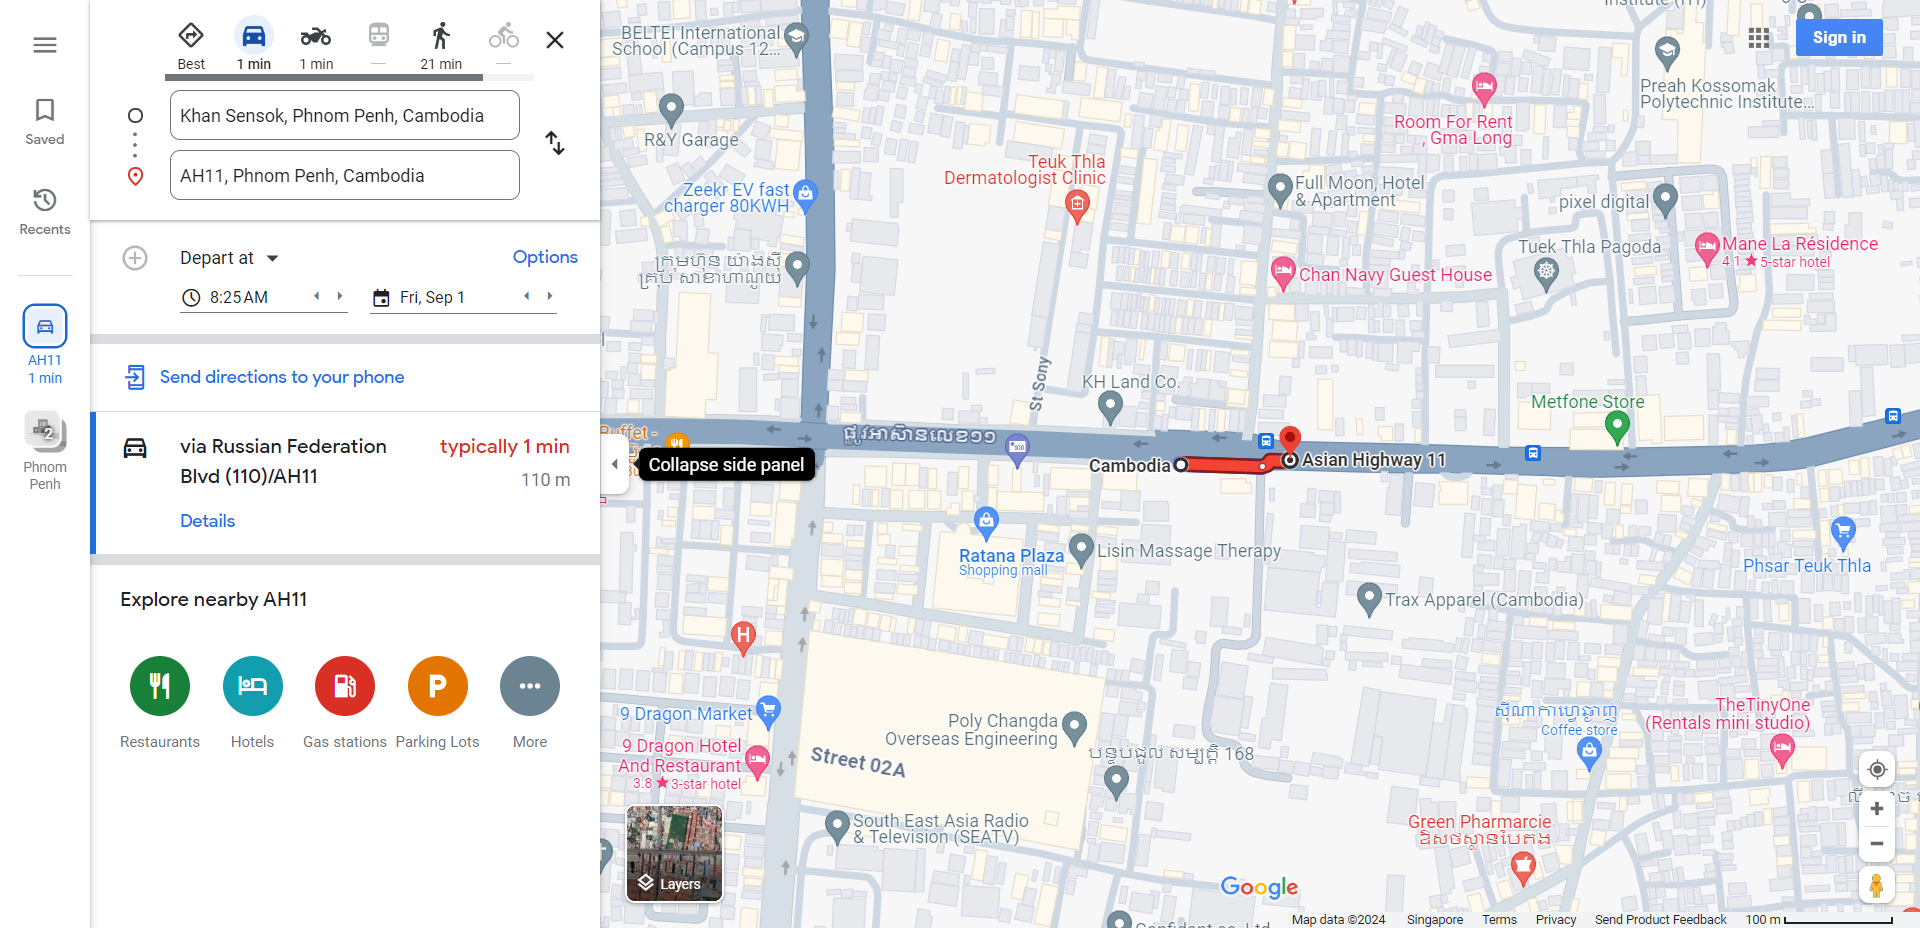 Saved
Recents
AH11
1 min
2
Phnom
Penh
Best
1 min
1 min
—
21 min
—
Khan Sensok, Phnom Penh, Cambodia
AH11, Phnom Penh, Cambodia
Depart at
Options
8:25 AM
Fri, Sep 1
Send directions to your phone
via Russian Federation
Blvd (110)/AH11
typically 1 min
110 m
Details
Explore nearby AH11
Restaurants
Hotels
Gas stations
P
Parking Lots
More
Collapse side panel
Sign in
BELTEI International
School (Campus 12...
R&Y Garage
Zeekr EV fast
charger 80KWH
ក្រុមហ៊ុន យ៉ាងស៊ី
គ្រុប សាខាហាណូយ
Teuk Thla
Dermatologist Clinic
Room For Rent
, Gma Long
Preah Kossomak
Polytechnic Institute...
Full Moon, Hotel
& Apartment
pixel digital
Tuek Thla Pagoda
Mane La Résidence
4.1 ★ 5-star hotel
Chan Navy Guest House
St Sony
KH Land Co.
Metfone Store
Buffet -
ផ្លូវអាស៊ានលេខ១១
Cambodia
Asian Highway 11
Ratana Plaza
Shopping mall
Lisin Massage Therapy
Phsar Teuk Thla
Trax Apparel (Cambodia)
H
9 Dragon Market
9 Dragon Hotel
And Restaurant
3.8 ★ 3-star hotel
Street 02A
Poly Changda
Overseas Engineering
បន្ទប់ជួល សម្បត្តិ 168
ស៊ីណាកាហ្វេឆ្ងាញ់
Coffee store
TheTinyOne
(Rentals mini studio)
South East Asia Radio
& Television (SEATV)
Green Pharmarcie
ឱសថស្ថានបៃតង
Layers
Google
Map data ©2024
Singapore
Terms
Privacy
Send Product Feedback
100 m